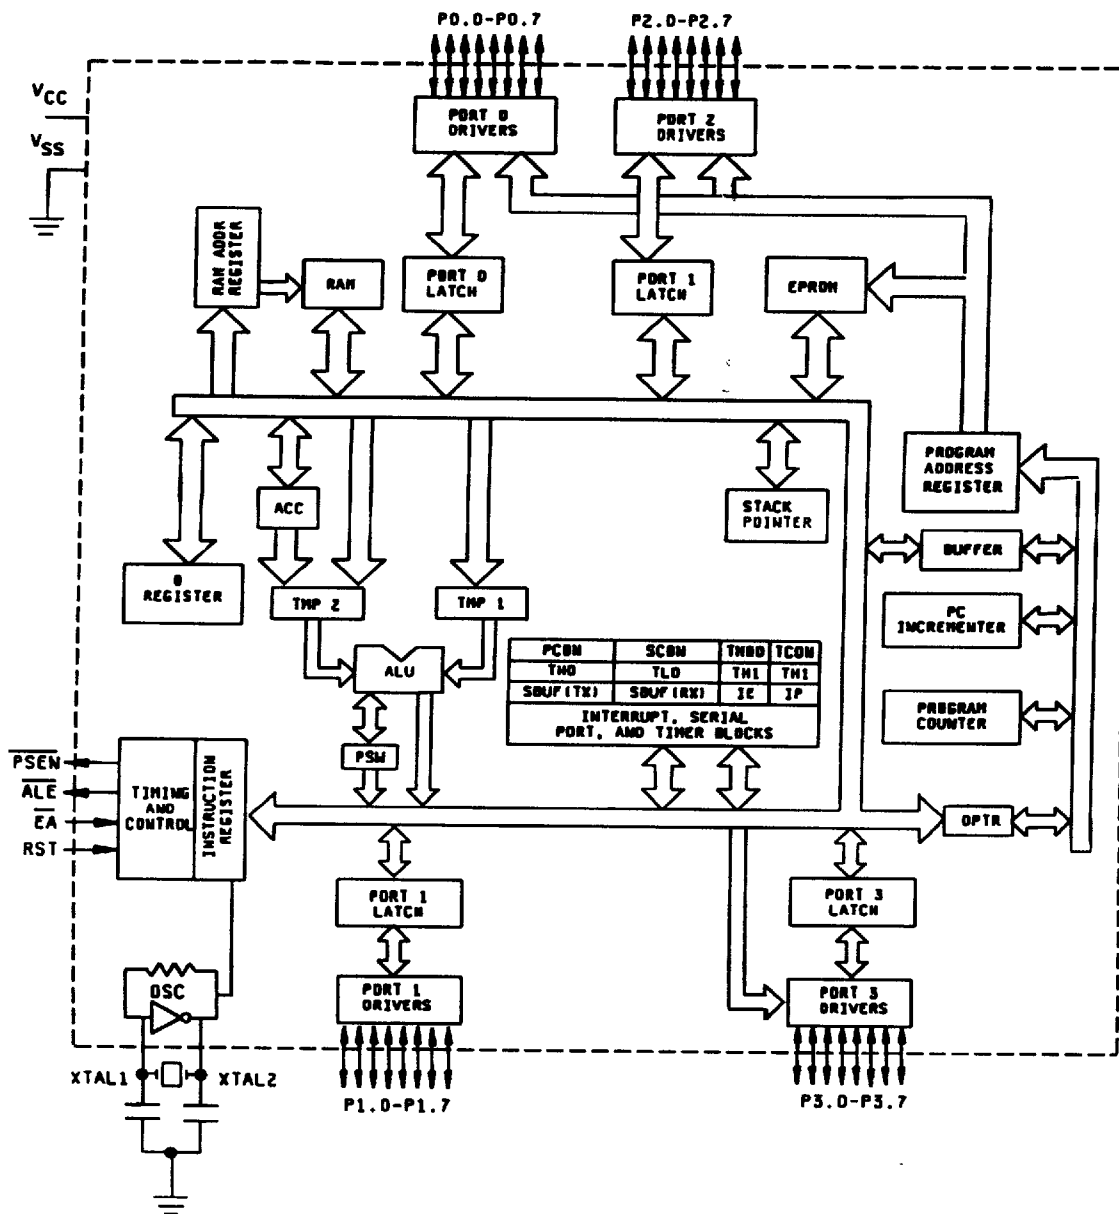 P0.0-P0.7
P2.0-P2.7
VCC
VSS
PORT 0
DRIVERS
PORT 2
DRIVERS
RAM ADDR
REGISTER
RAM
PORT 0
LATCH
PORT 1
LATCH
EPROM
PROGRAM
ADDRESS
REGISTER
ACC
STACK
POINTER
BUFFER
B
REGISTER
TMP 2
TMP 1
PC
INCREMENTER
ALU
PCON
SCON
TMOD
TCON
TH0
TL0
TH1
TH1
SBUF(TX)
SBUF(RX)
IE
IP
INTERRUPT, SERIAL
PORT, AND TIMER BLOCKS
PROGRAM
COUNTER
PSW
PSEN
ALE
EA
RST
TIMING
AND
CONTROL
INSTRUCTION
REGISTER
DPTR
PORT 1
LATCH
PORT 3
LATCH
OSC
PORT 1
DRIVERS
PORT 3
DRIVERS
XTAL1
XTAL2
P1.0-P1.7
P3.0-P3.7